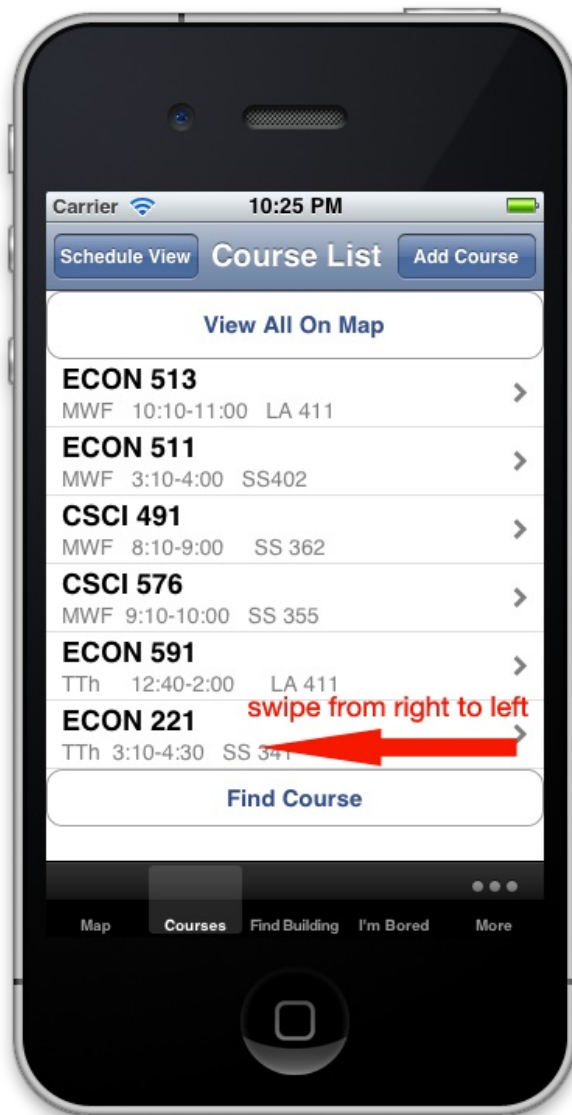 Carrier 10:25 PM
Schedule View Course List Add Course
View All On Map
ECON 513
MWF 10:10-11:00 LA 411
ECON 511
MWF 3:10-4:00 SS402
CSCI 491
MWF 8:10-9:00 SS 362
CSCI 576
MWF 9:10-10:00 SS 355
ECON 591
TTh 12:40-2:00 LA 411
swipe from right to left
ECON 221
TTh 3:10-4:30 SS 341
Find Course
Map Courses Find Building I'm Bored More